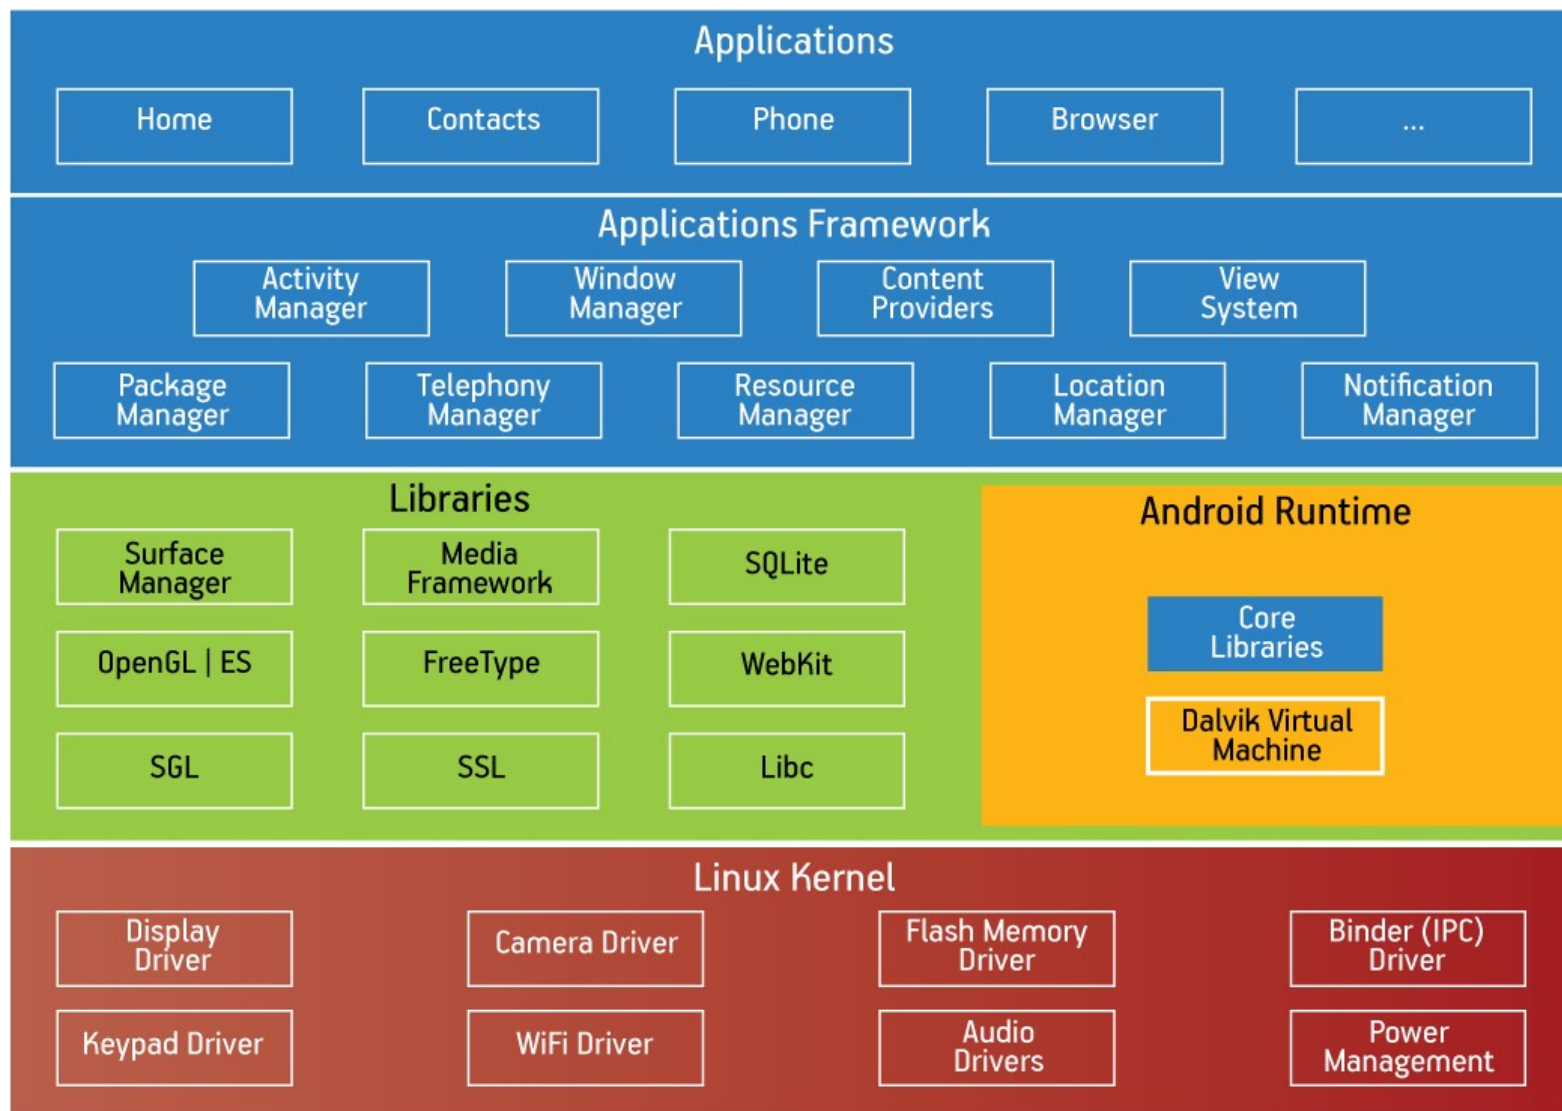 Applications
Home
Contacts
Phone
Browser
...
Applications Framework
Activity
Manager
Window
Manager
Content
Providers
View
System
Package
Manager
Telephony
Manager
Resource
Manager
Location
Manager
Notification
Manager
Libraries
Surface
Manager
Media
Framework
SQLite
OpenGL | ES
FreeType
WebKit
SGL
SSL
Libc
Android Runtime
Core
Libraries
Dalvik Virtual
Machine
Linux Kernel
Display
Driver
Camera Driver
Flash Memory
Driver
Binder (IPC)
Driver
Keypad Driver
WiFi Driver
Audio
Drivers
Power
Management